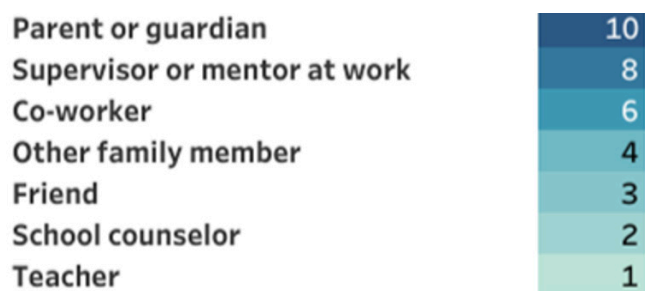 Parent or guardian 10
Supervisor or mentor at work 8
Co-worker 6
Other family member 4
Friend 3
School counselor 2
Teacher 1